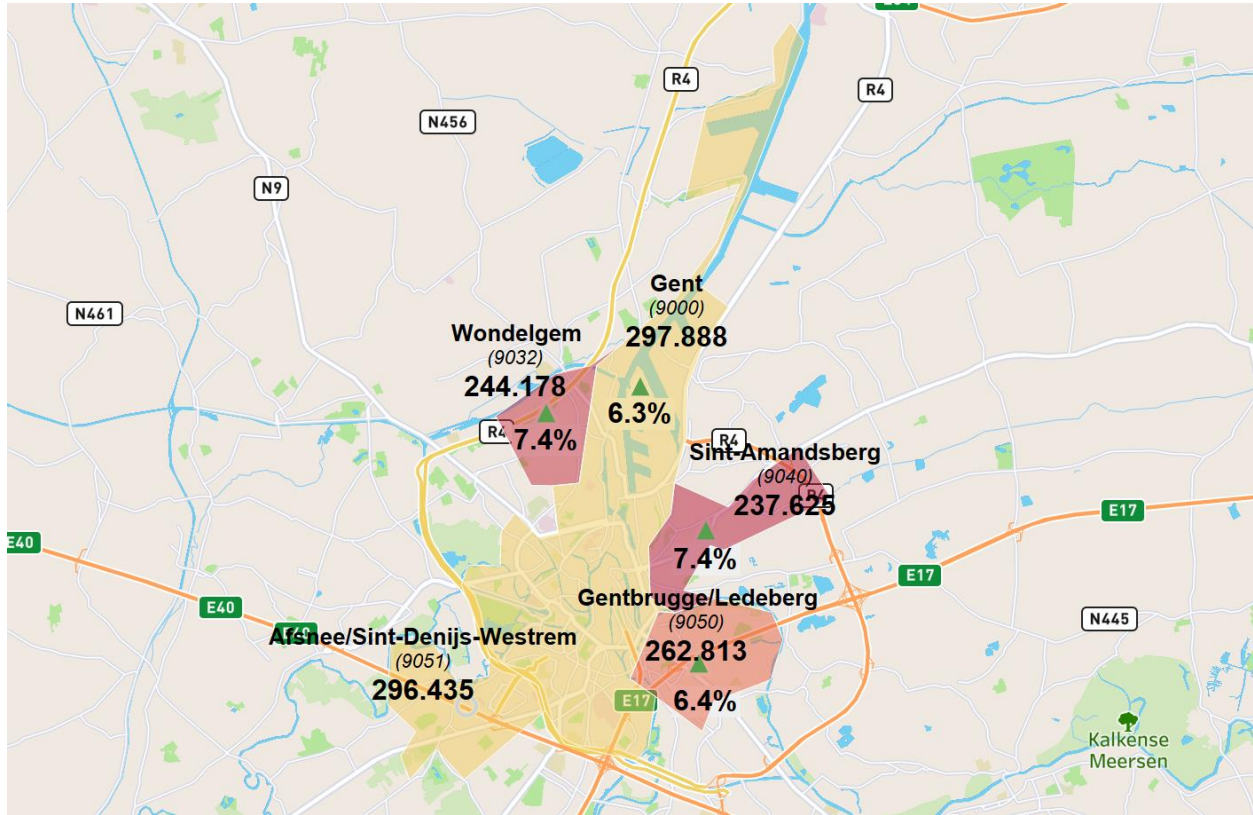 R4
R4
N456
N9
N461
Gent
(9000)
297.888
6.3%
Wondelgem
(9032)
244.178
7.4%
R4
R4
Sint-Amandsberg
(9040)
237.625
R4
7.4%
E17
E17
E40
E40
E40
Gentbrugge/Ledeberg
(9050)
262.813
6.4%
E17
N445
Afsnee/Sint-Denijs-Westrem
(9051)
296.435
Kalkense
Meersen